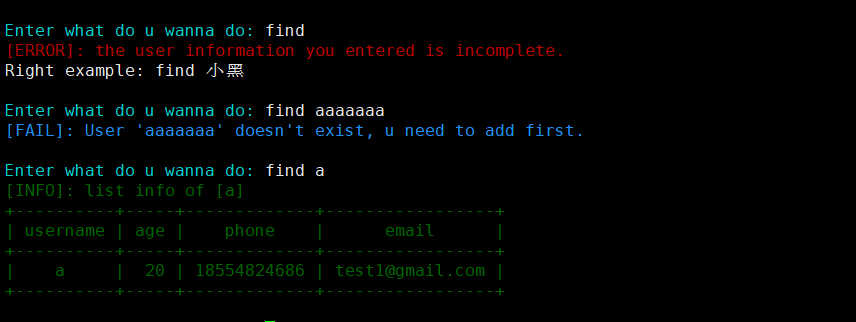 Enter what do u wanna do: find
[ERROR]: the user information you entered is incomplete.
Right example: find 小黑
Enter what do u wanna do: find aaaaaaa
[FAIL]: User 'aaaaaaa' doesn't exist, u need to add first.
Enter what do u wanna do: find a
[INFO]: list info of [a]
+----------+-----+-------------+----------------+
| username | age |    phone    |      email      |
+----------+-----+-------------+----------------+
|    a     |  20 | 18554824686 | test1@gmail.com |
+----------+-----+-------------+----------------+